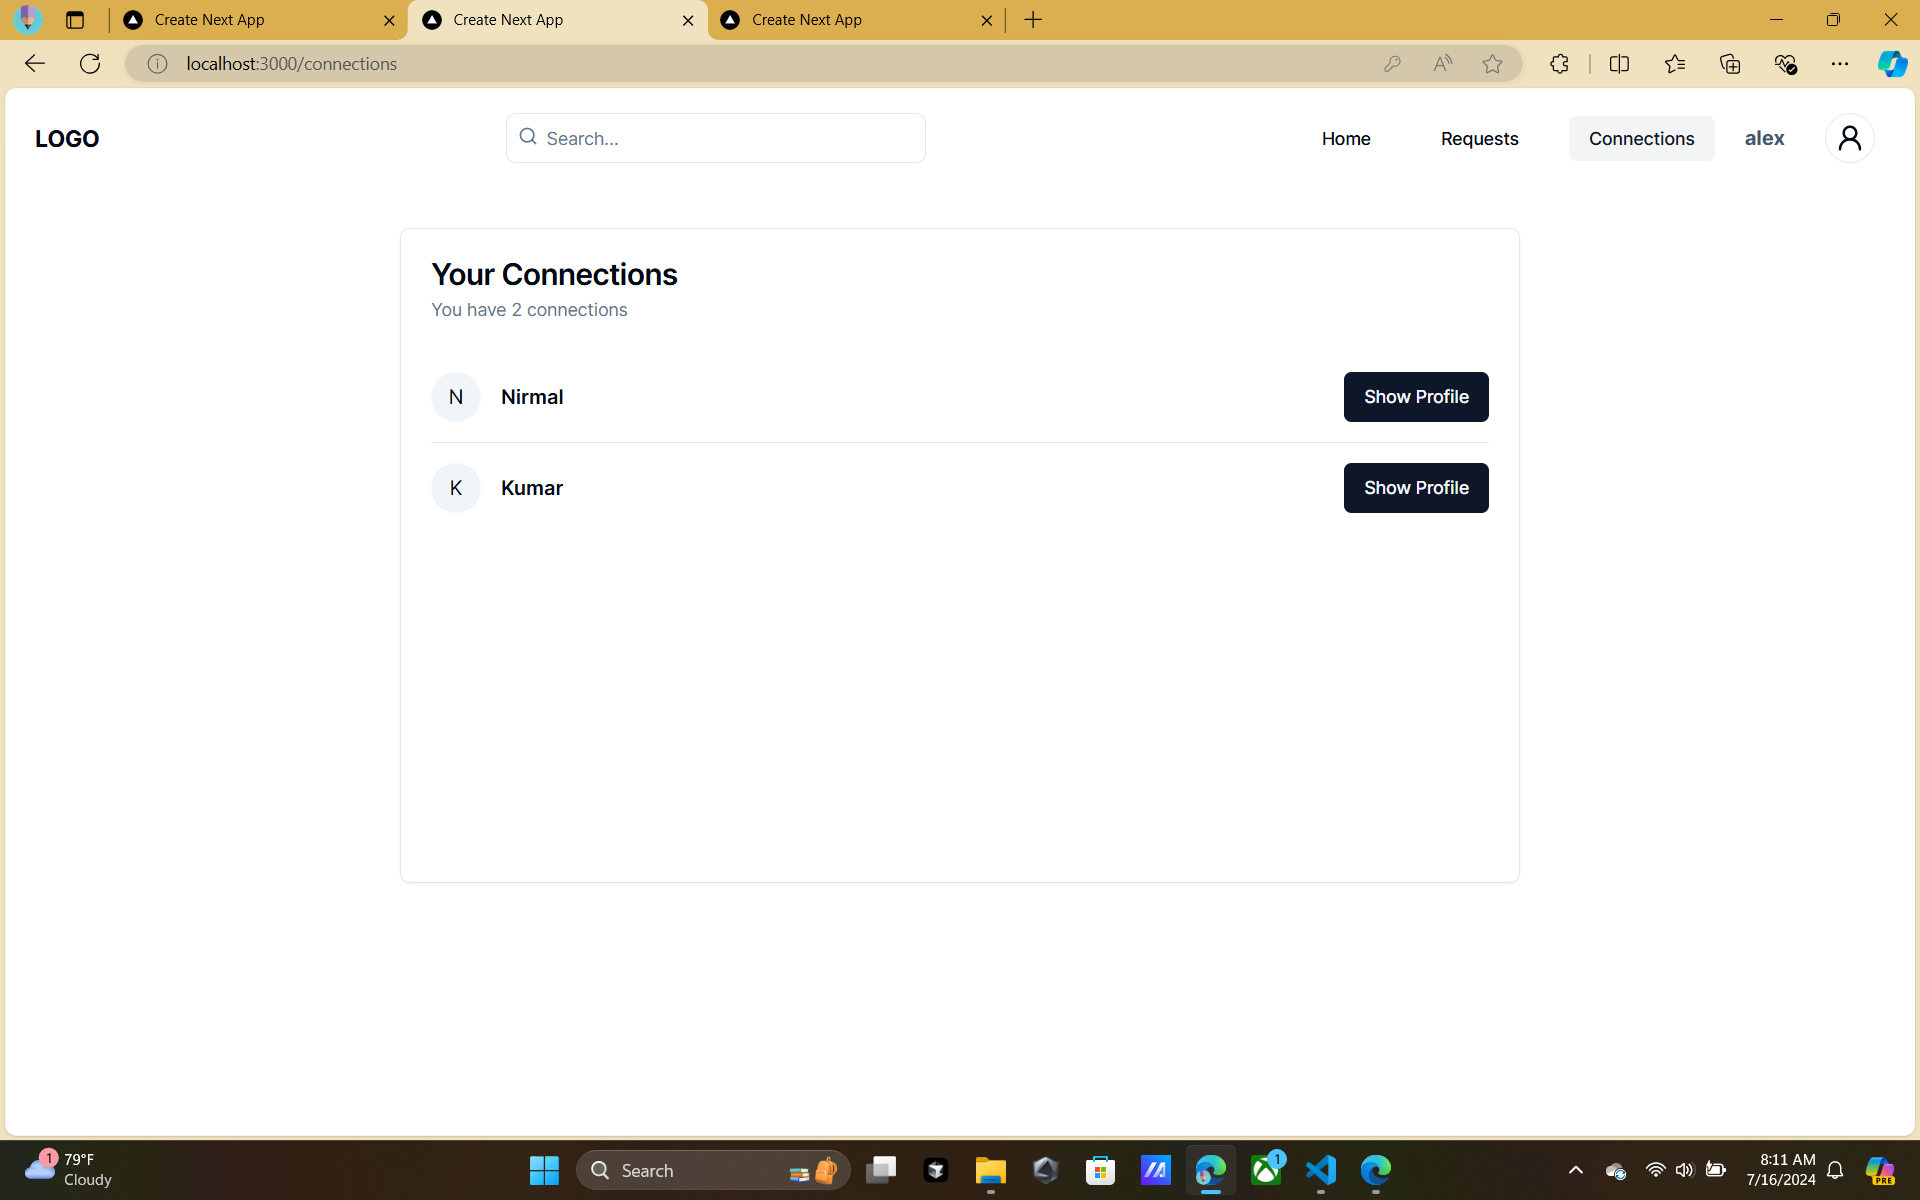 Create Next App
Create Next App
Create Next App
localhost:3000/connections
LOGO
Search...
Home
Requests
Connections
alex
Your Connections
You have 2 connections
N
Nirmal
Show Profile
K
Kumar
Show Profile
1
79°F
Cloudy
Search
1
8:11 AM
7/16/2024
PRE